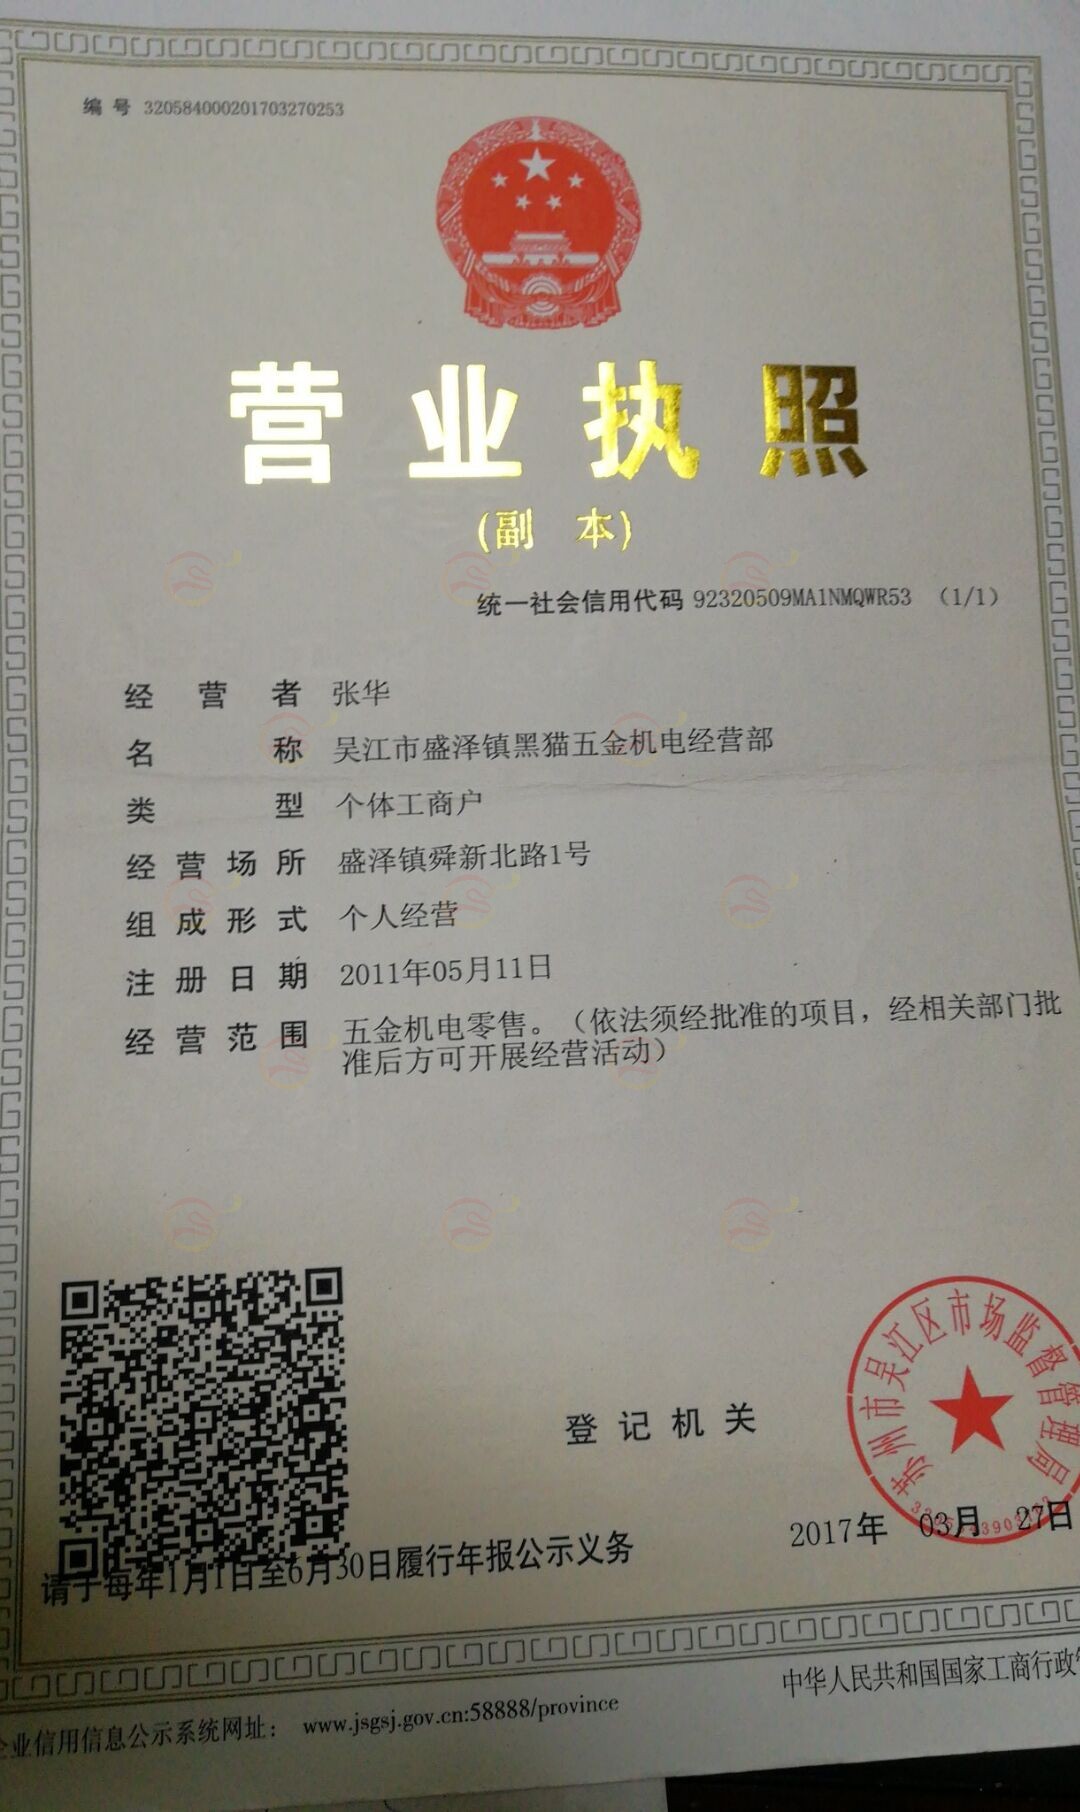 编号 320584000201703270253
营业执照
(副 本)
统一社会信用代码 92320509MA1NMQWR53 （1/1）
经营者 张华
名称 吴江市盛泽镇黑猫五金机电经营部
类型 个体工商户
经营场所 盛泽镇舜新北路1号
组成形式 个人经营
注册日期 2011年05月11日
经营范围 五金机电零售。（依法须经批准的项目，经相关部门批
准后方可开展经营活动）
苏州市吴江区市场监督管理局
登记机关
2017年 03月 27日
请于每年1月1日至6月30日履行年报公示义务
中华人民共和国国家工商行政
企业信用信息公示系统网址： www.jsgsj.gov.cn:58888/province